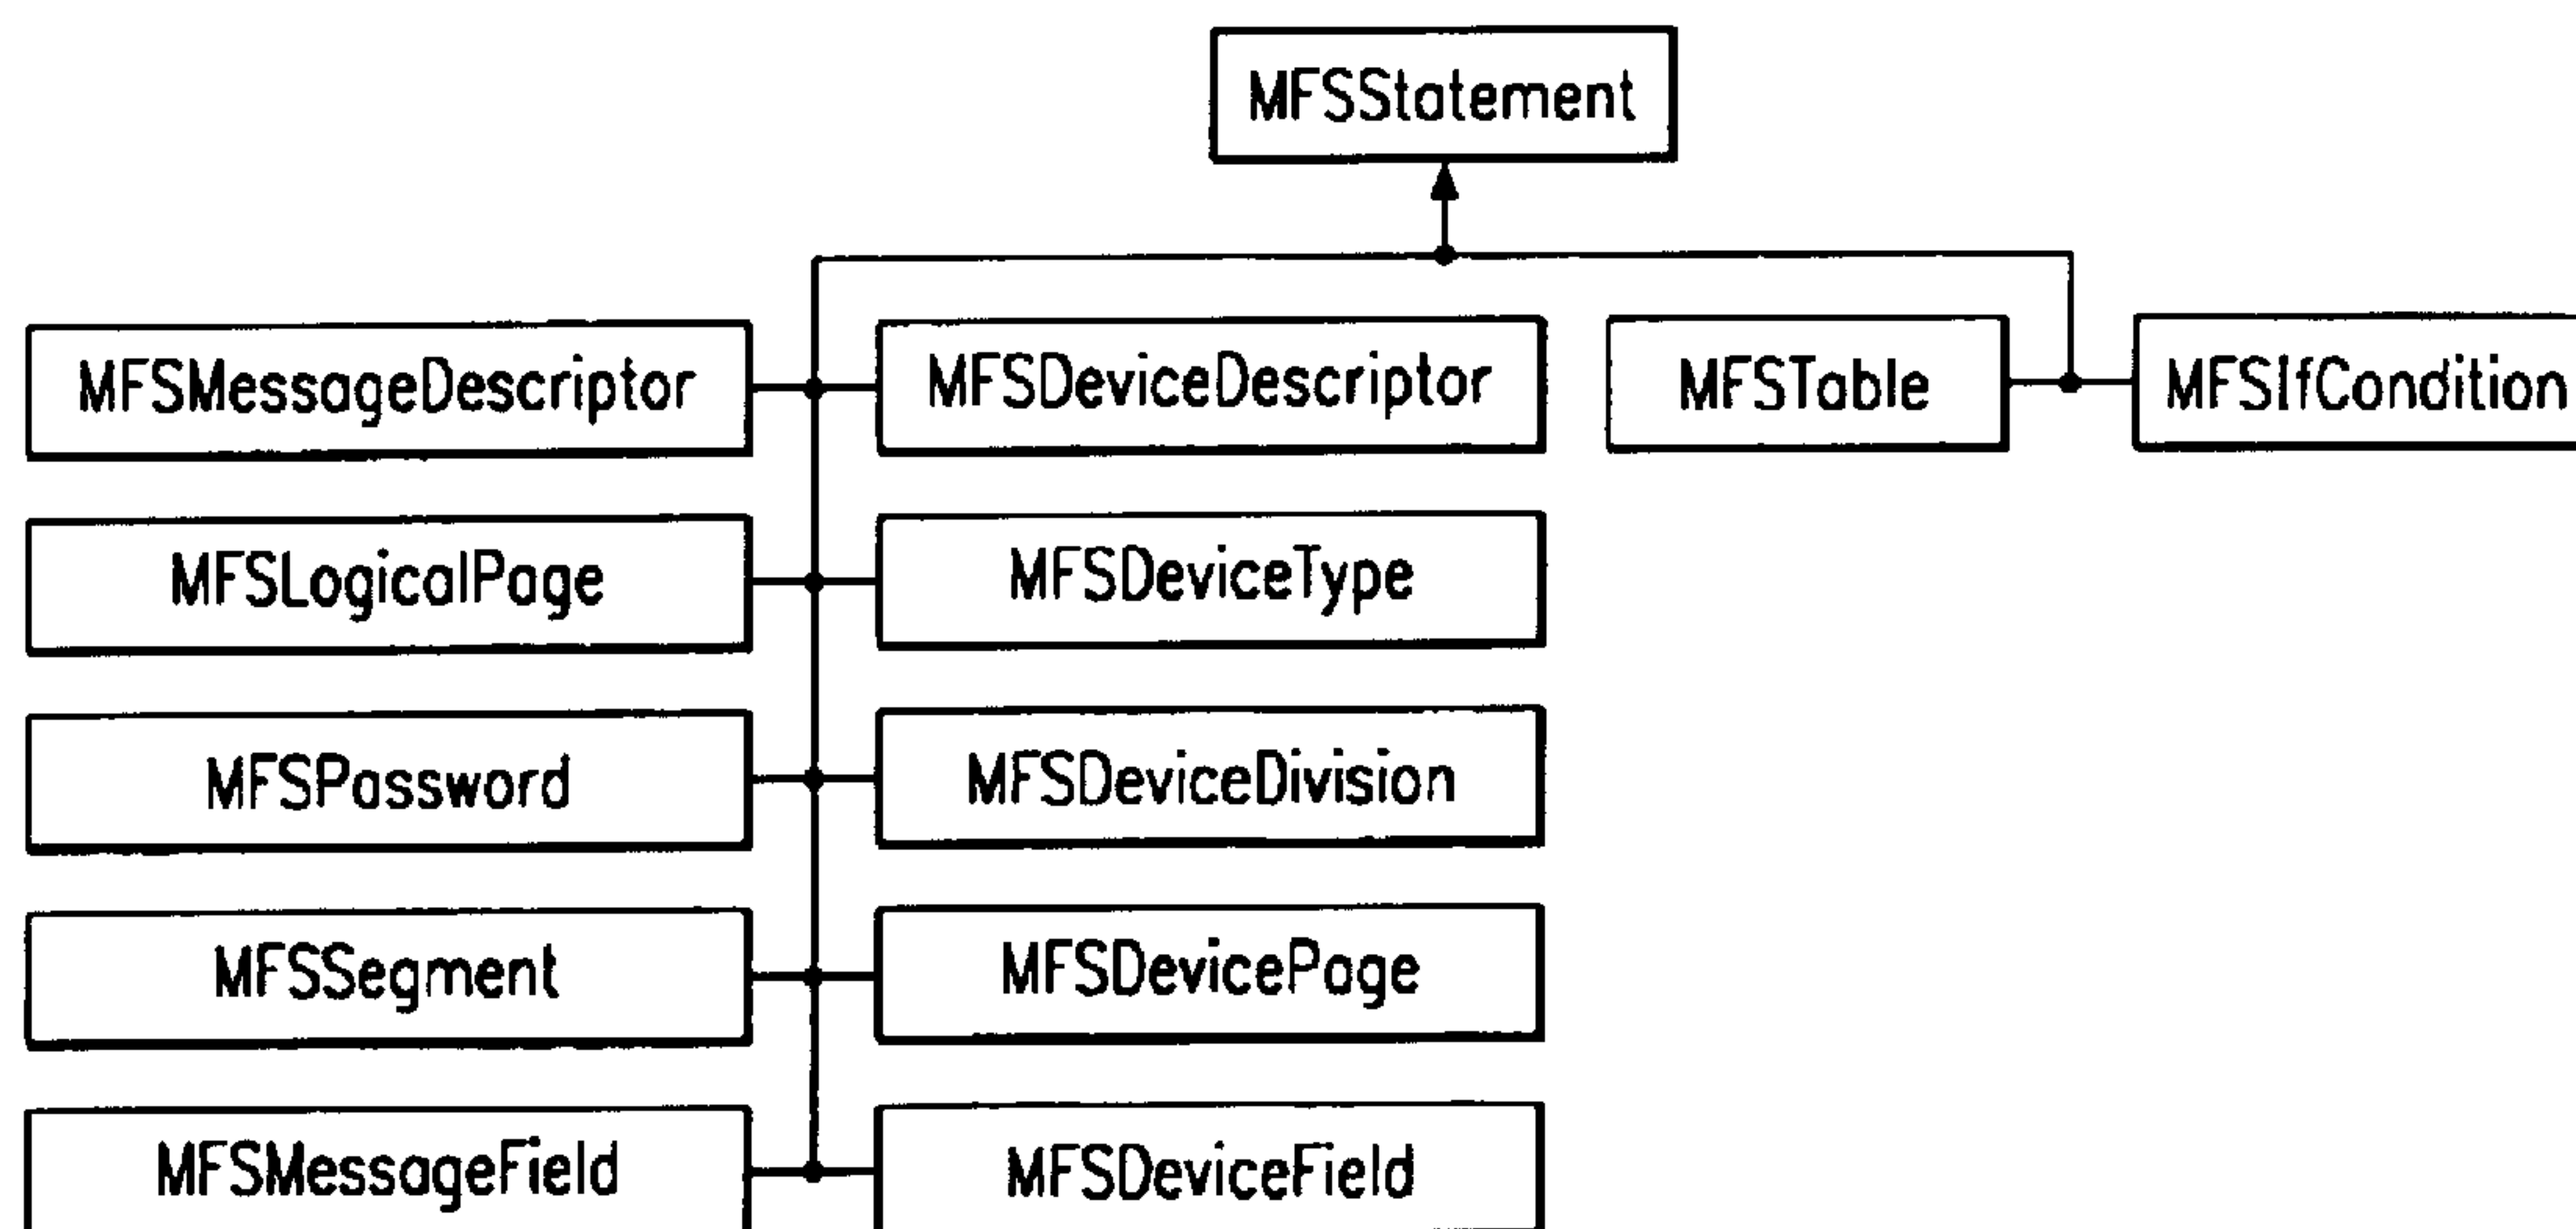 MFSStatement
MFSMessageDescriptor
MFSDeviceDescriptor
MFSTable
MFSIfCondition
MFSLogicalPage
MFSDeviceType
MFSPassword
MFSDeviceDivision
MFSSegment
MFSDevicePage
MFSMessageField
MFSDeviceField